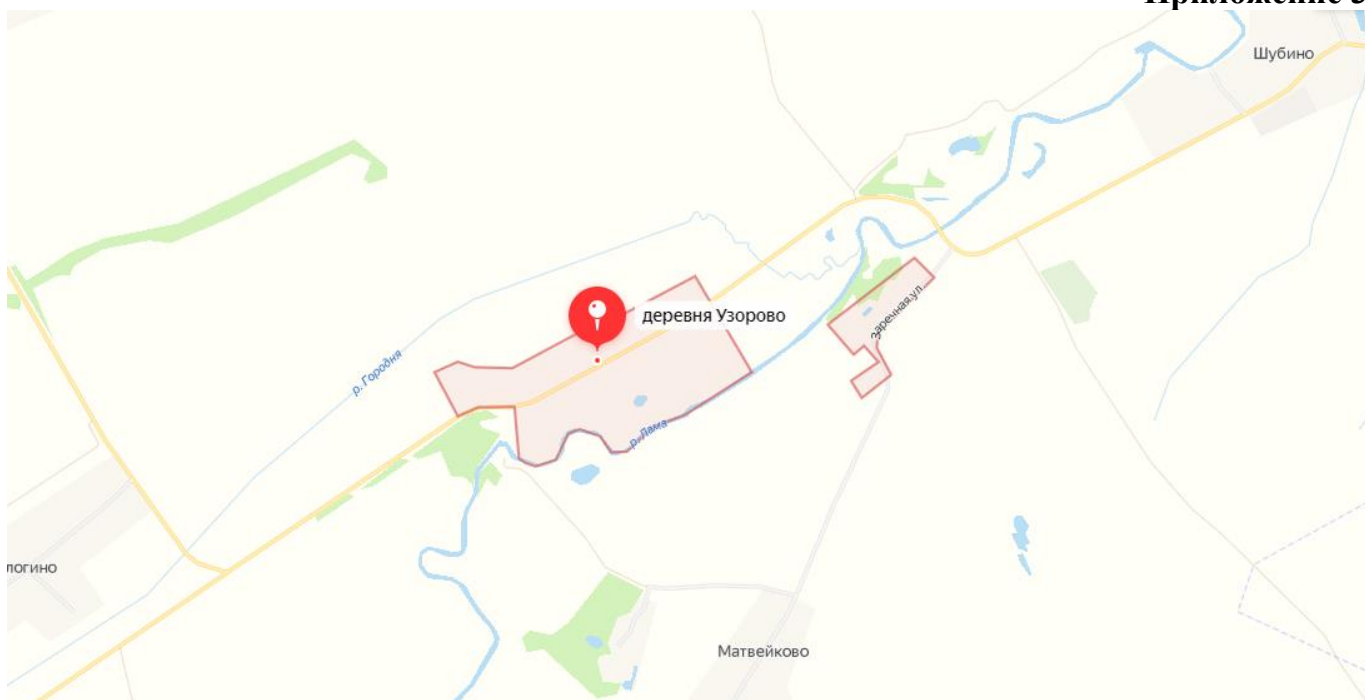 Приложение 3
Шубино
деревня Узорово
Заречная ул.
р. Городня
р. Лама
логино
Матвейково